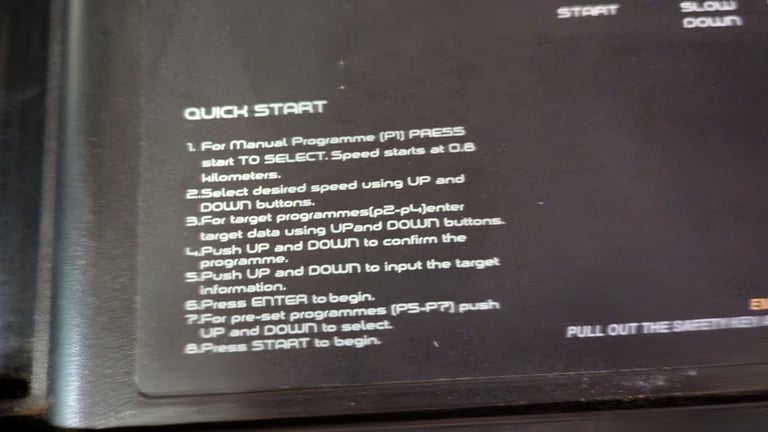 START
SLOW
DOWN
QUICK START
1. For Manual Programme (P1) PRESS
start TO SELECT. Speed starts at 0.8
kilometers.
2.Select desired speed using UP and
DOWN buttons.
3.For target programmes(p2-p4)enter
target data using UPand DOWN buttons.
4.Push UP and DOWN to confirm the
programme.
5.Push UP and DOWN to input the target
information.
6.Press ENTER to begin.
7.For pre-set programmes (P5-P7) push
UP and DOWN to select.
8.Press START to begin.
PULL OUT THE SAFETY KEY